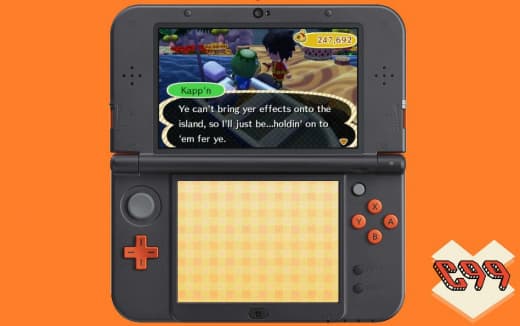 247,692
Kapp'n
Ye can't bring yer effects onto the
island, so I'll just be...holdin' on to
'em fer ye.
X
Y A
B
C99